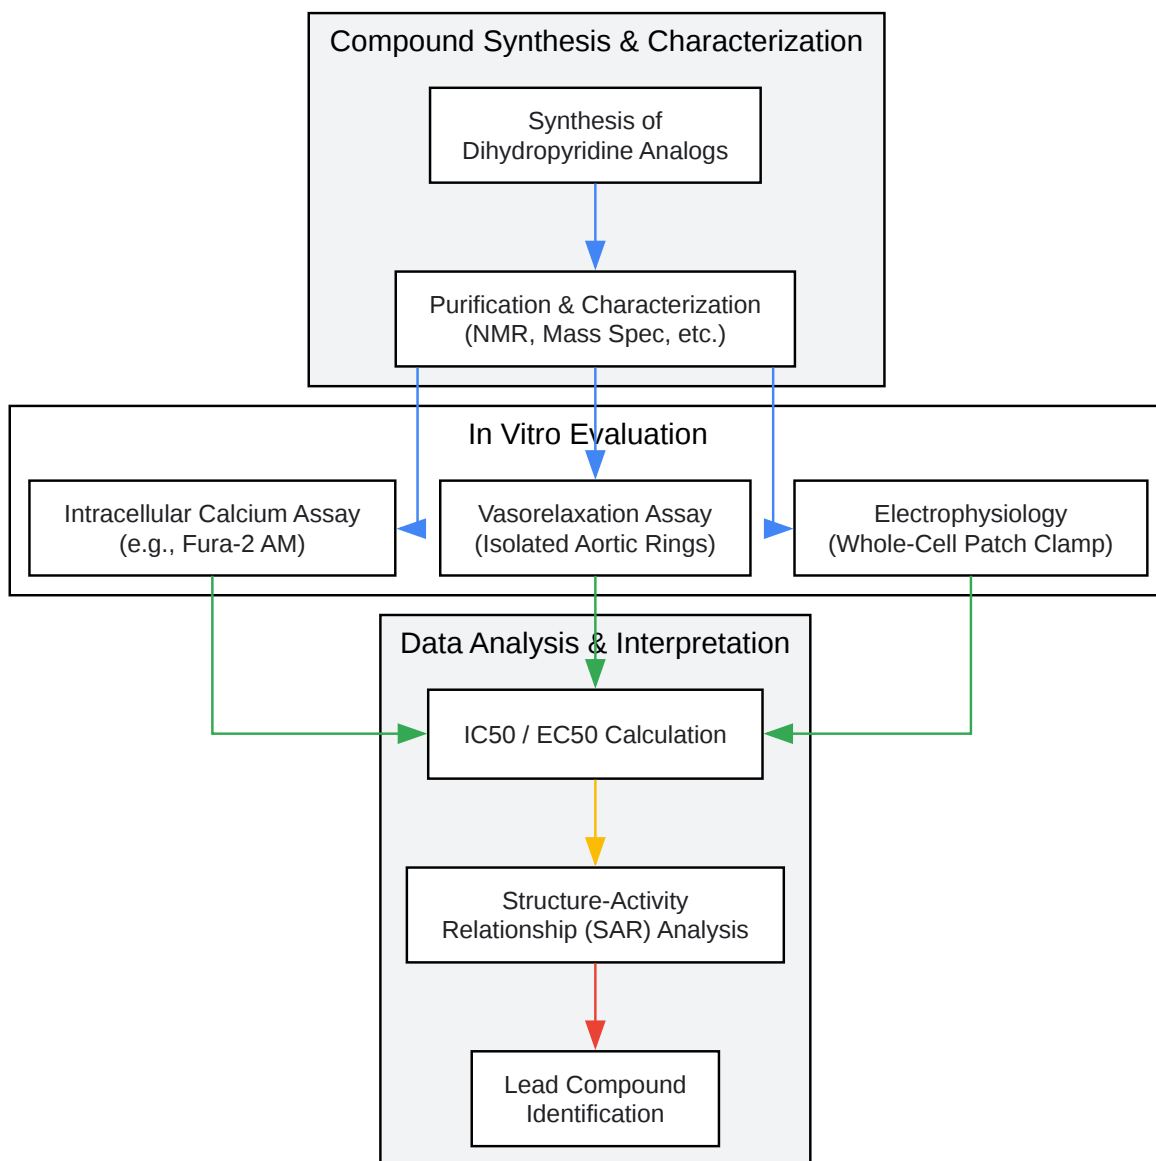 Compound Synthesis & Characterization
Synthesis of
Dihydropyridine Analogs
Purification & Characterization
(NMR, Mass Spec, etc.)
In Vitro Evaluation
Intracellular Calcium Assay
(e.g., Fura-2 AM)
Vasorelaxation Assay
(Isolated Aortic Rings)
Electrophysiology
(Whole-Cell Patch Clamp)
Data Analysis & Interpretation
IC50 / EC50 Calculation
Structure-Activity
Relationship (SAR) Analysis
Lead Compound
Identification